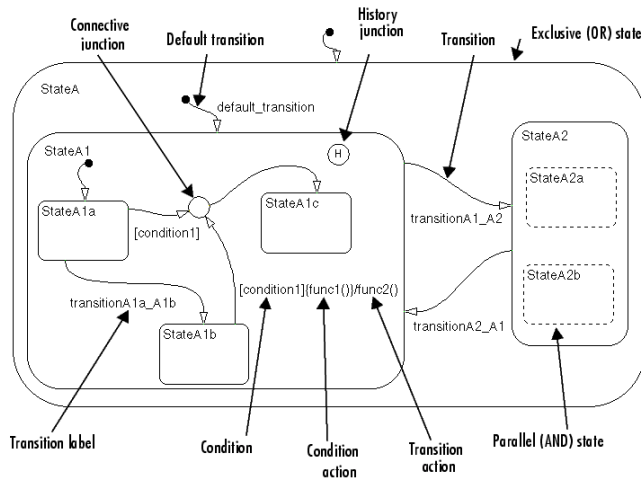 Connective
junction
Default transition
History
junction
Transition
Exclusive (OR) state
StateA
default_transition
StateA1
H
StateA2
StateA2a
StateA1a
StateA1c
[condition1]
transitionA1_A2
StateA2b
transitionA1a_A1b
[condition1]{func1()}/func2()
transitionA2_A1
StateA1b
Transition label
Condition
Condition
action
Transition
action
Parallel (AND) state